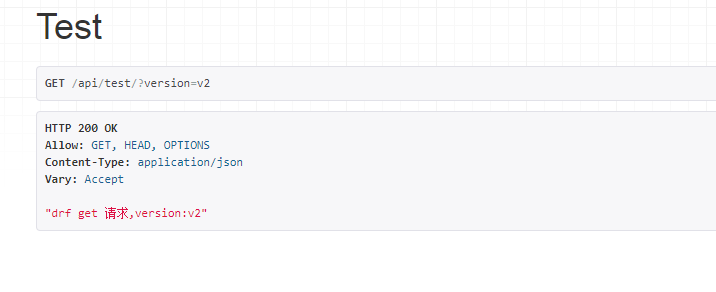 Test
GET /api/test/?version=v2
HTTP 200 OK
Allow: GET, HEAD, OPTIONS
Content-Type: application/json
Vary: Accept
"drf get 请求,version:v2"